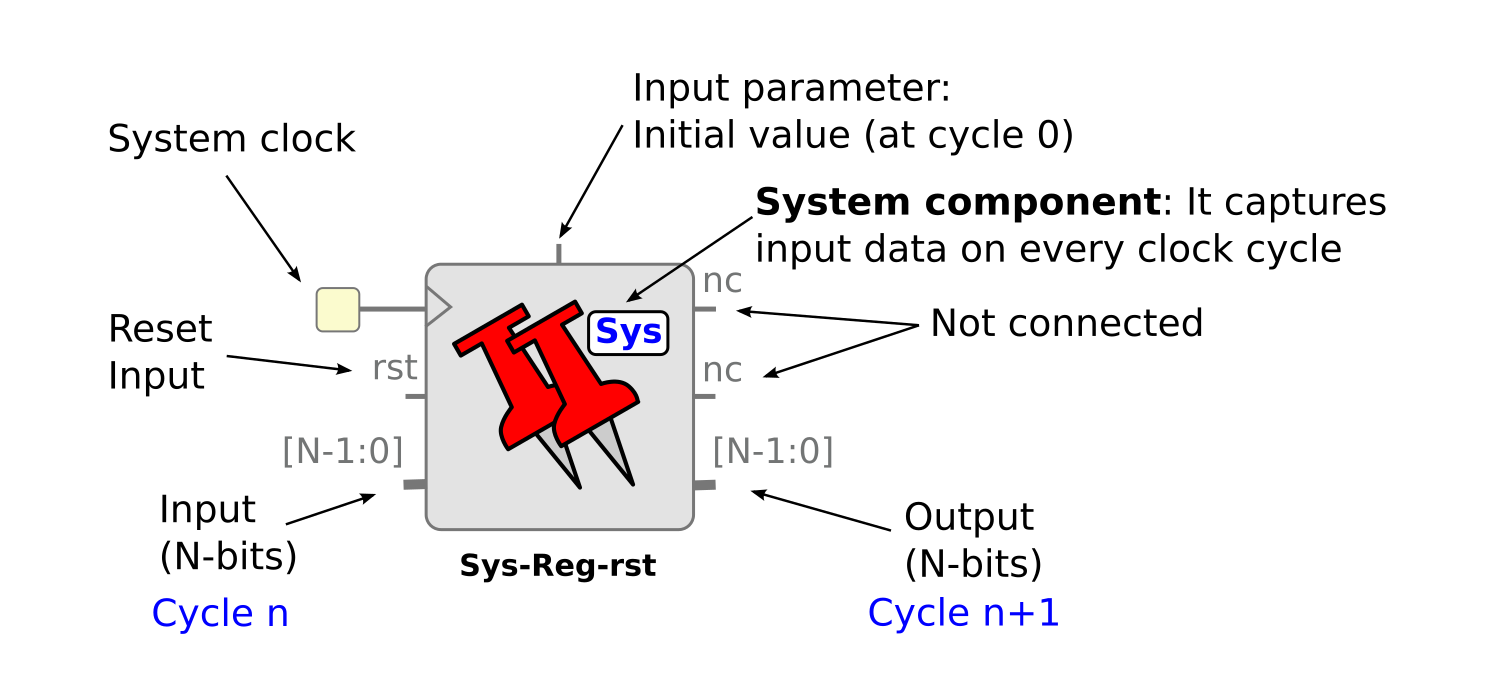 Input parameter:
Initial value (at cycle 0)
System clock
System component: It captures
input data on every clock cycle
nc
Not connected
Sys
Reset
Input
rst
nc
[N-1:0]
[N-1:0]
Input
(N-bits)
Cycle n
Output
(N-bits)
Cycle n+1
Sys-Reg-rst